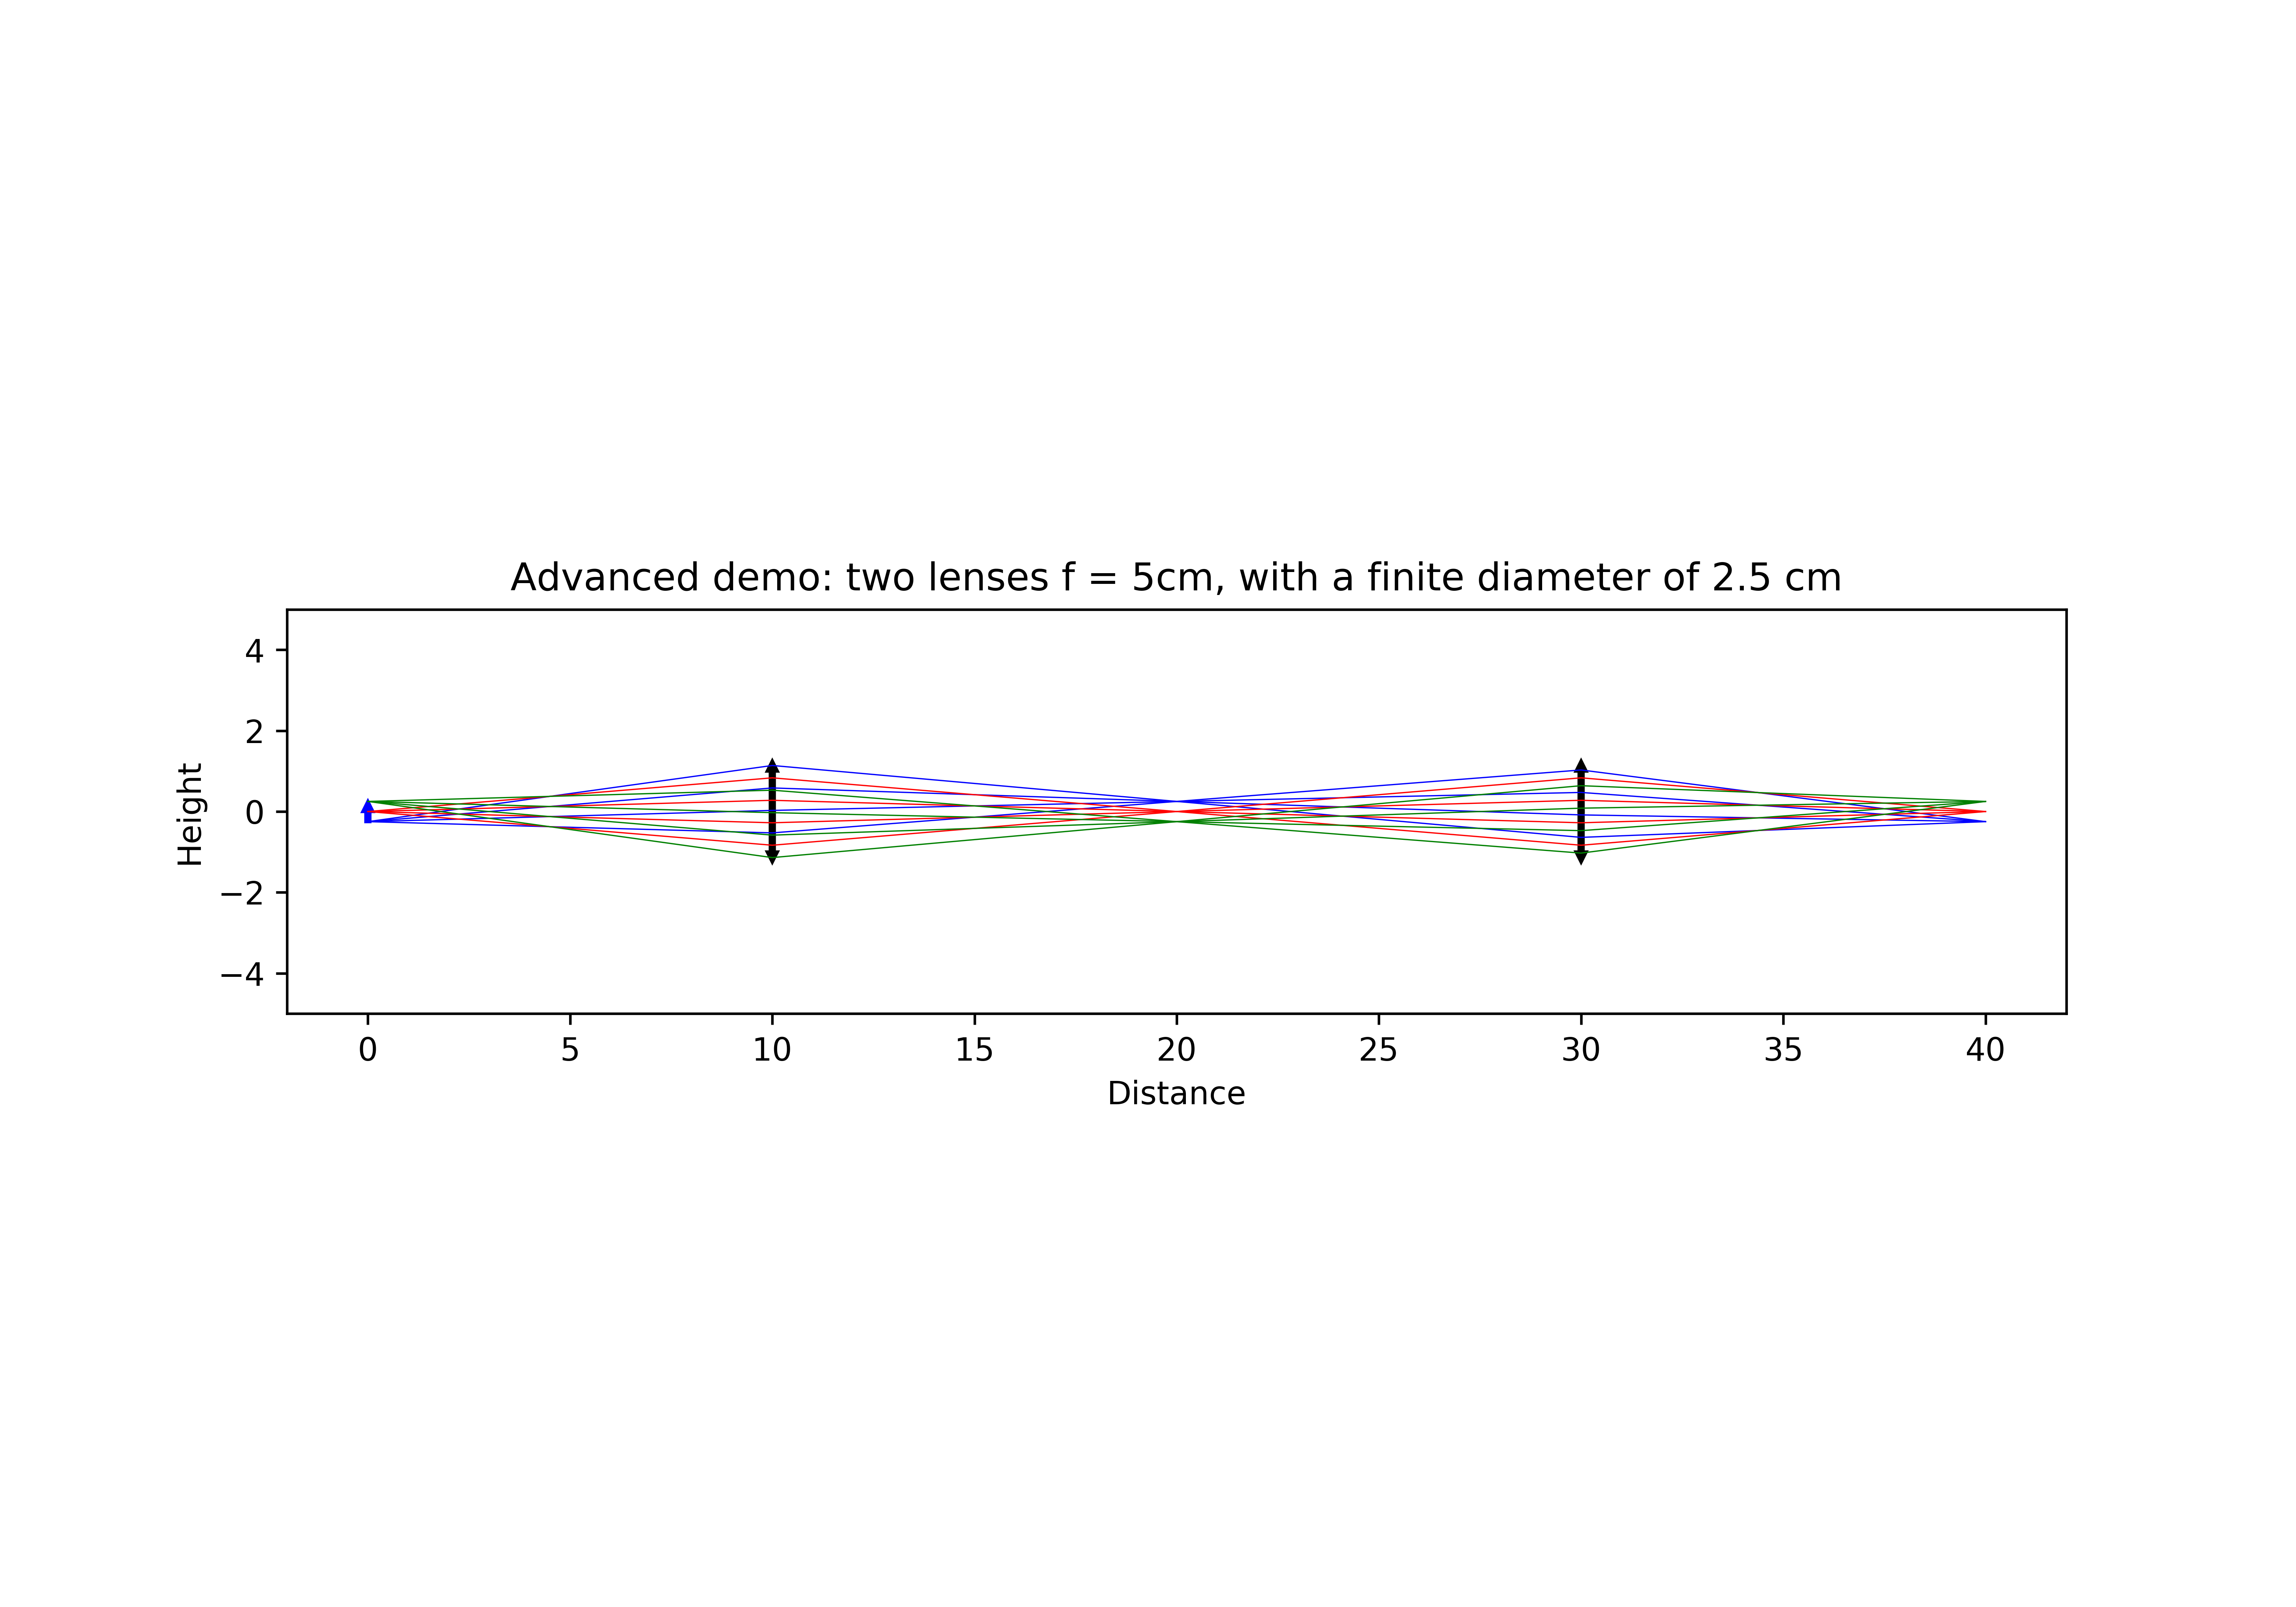 Advanced demo: two lenses f = 5cm, with a finite diameter of 2.5 cm
4
2
0
−2
−4
Height
0 5 10 15 20 25 30 35 40
Distance